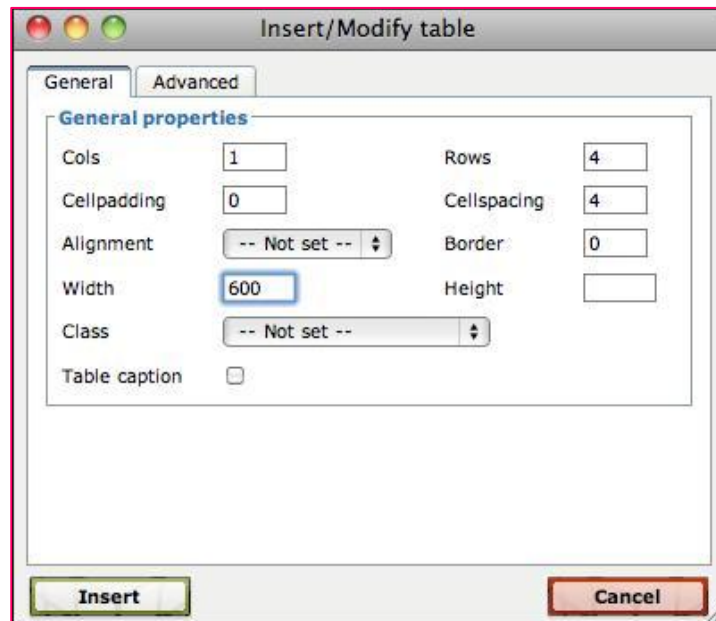 Insert/Modify table
General Advanced
General properties
Cols 1 Rows 4
Cellpadding 0 Cellspacing 4
Alignment -- Not set -- Border 0
Width 600 Height
Class -- Not set --
Table caption
Insert Cancel